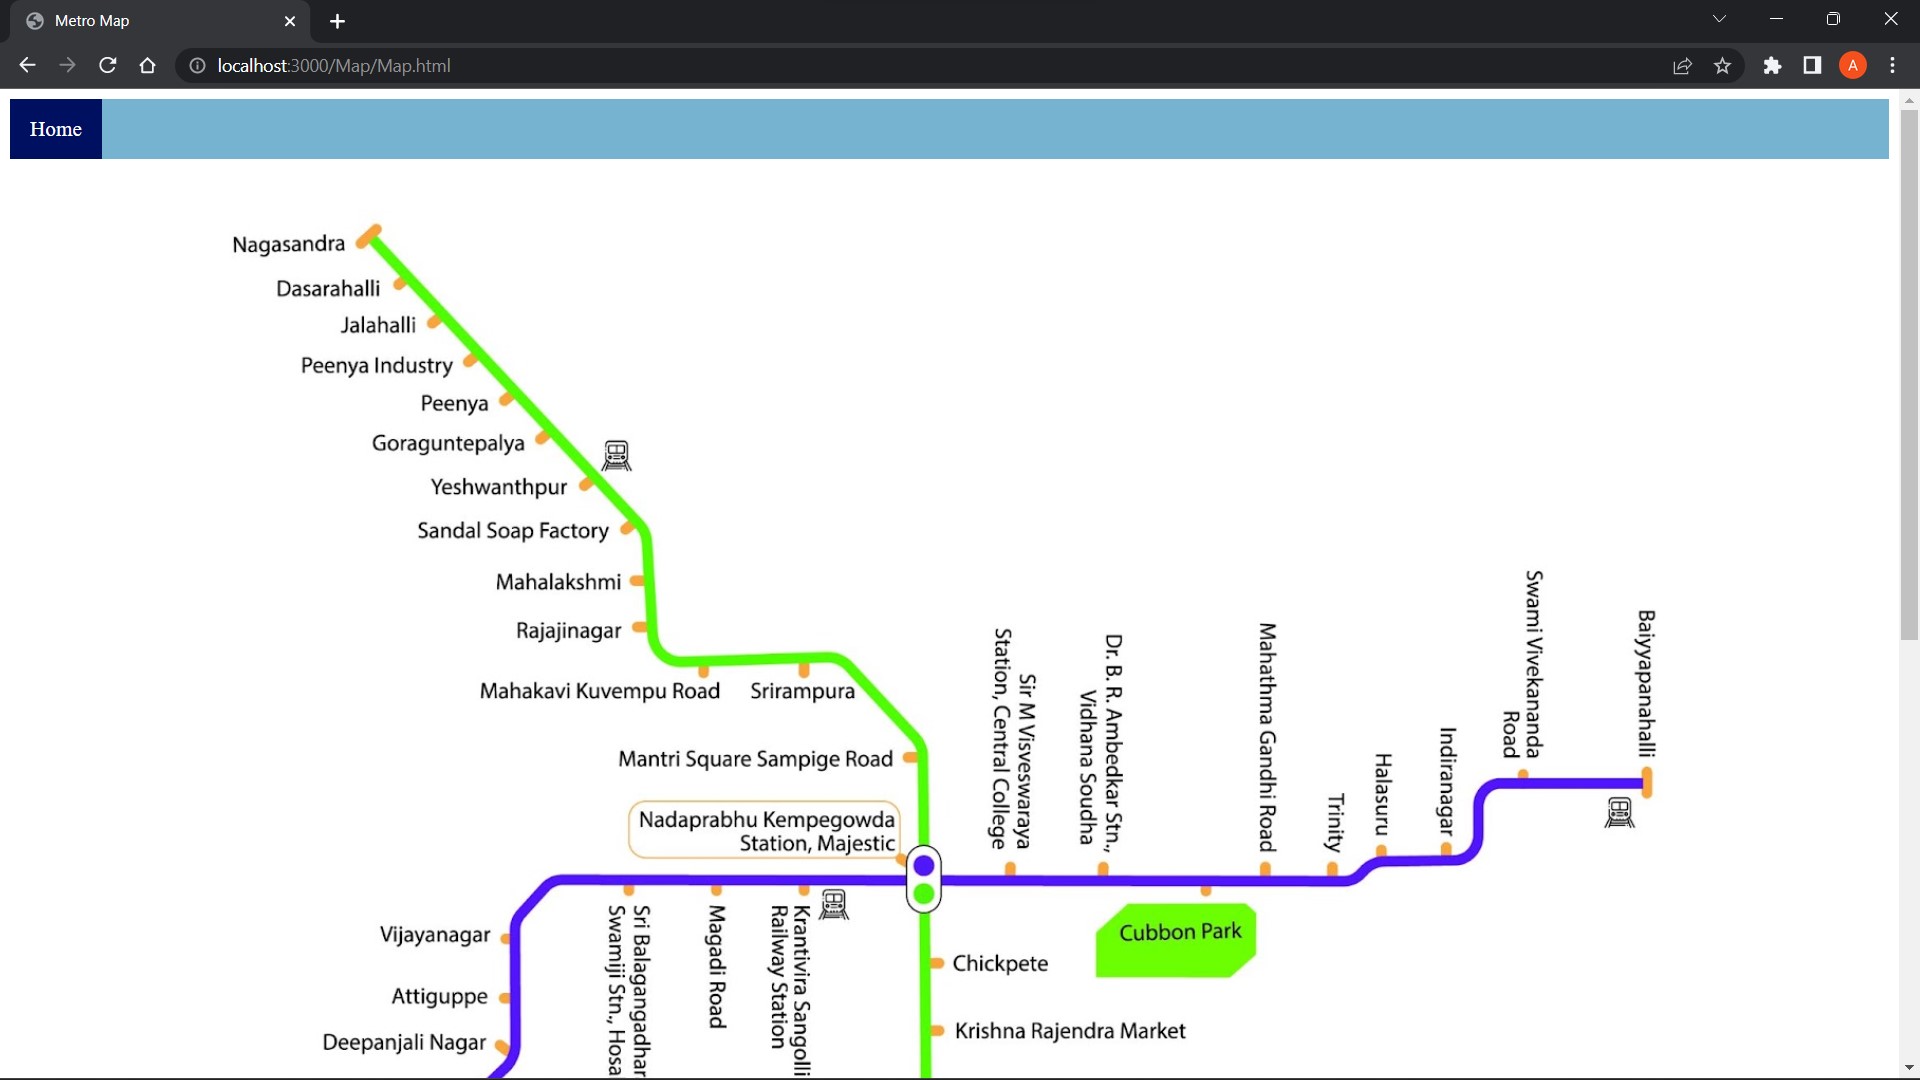 Metro Map
localhost:3000/Map/Map.html
A
Home
Nagasandra
Dasarahalli
Jalahalli
Peenya Industry
Peenya
Goraguntepalya
Yeshwanthpur
Sandal Soap Factory
Mahalakshmi
Rajajinagar
Mahakavi Kuvempu Road
Srirampura
Mantri Square Sampige Road
Nadaprabhu Kempegowda
Station, Majestic
Sir M Visveswaraya
Station, Central College
Dr. B. R. Ambedkar Stn.,
Vidhana Soudha
Mahathma Gandhi Road
Trinity
Halasuru
Indiranagar
Swami Vivekananda
Road
Baiyyapanahalli
Cubbon Park
Vijayanagar
Attiguppe
Deepanjali Nagar
Sri Balagangadhar
Swamiji Stn., Hosa
Magadi Road
Krantivira Sangolli
Railway Station
Chickpete
Krishna Rajendra Market